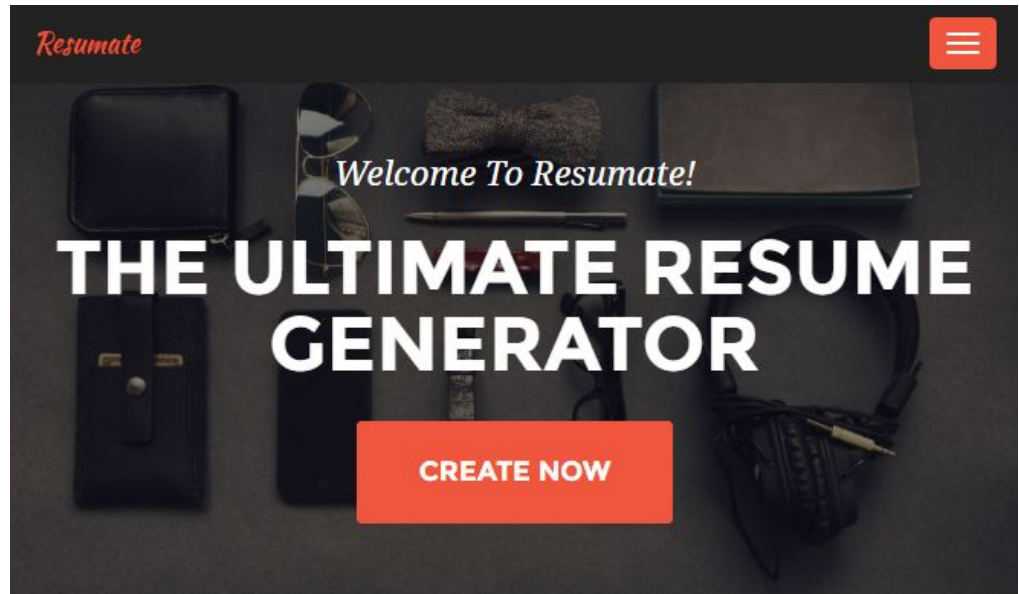 Resumate
Welcome To Resumate!
THE ULTIMATE RESUME
GENERATOR
CREATE NOW